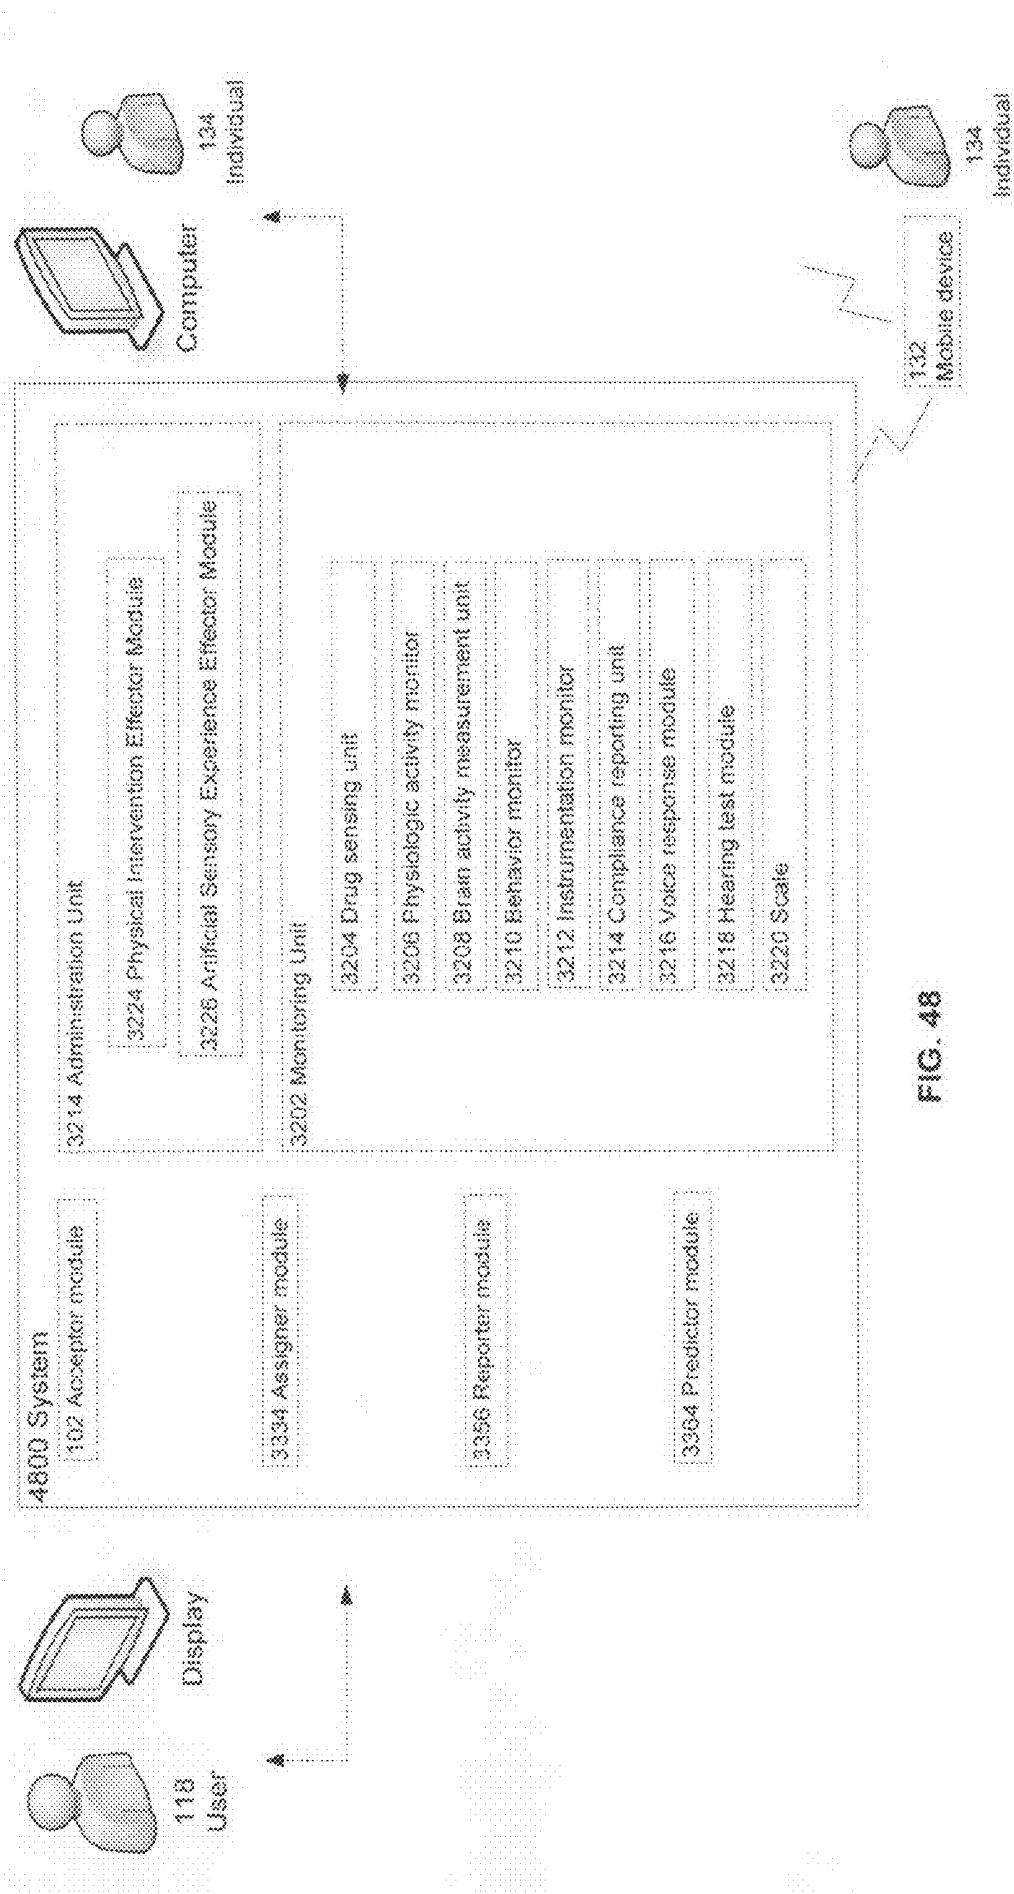 4800 System
102 Acceptor module
3334 Assigner module
3356 Reporter module
3364 Predictor module
3214 Administration Unit
3224 Physical Intervention Effector Module
3226 Artificial Sensory Experience Effector Module
3202 Monitoring Unit
3204 Drug sensing unit
3206 Physiologic activity monitor
3208 Brain activity measurement unit
3210 Behavior monitor
3212 Instrumentation monitor
3214 Compliance reporting unit
3216 Voice response module
3218 Hearing test module
3220 Scale
118
User
Display
Computer
134
Individual
132
Mobile device
134
Individual
FIG. 48